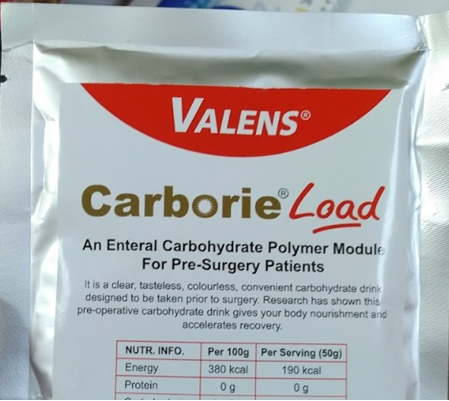 VALENS®
Carborie® Load
An Enteral Carbohydrate Polymer Module
For Pre-Surgery Patients
It is a clear, tasteless, colourless, convenient carbohydrate drink
designed to be taken prior to surgery. Research has shown this
pre-operative carbohydrate drink gives your body nourishment and
accelerates recovery.
NUTR. INFO. Per 100g Per Serving (50g)
Energy 380 kcal 190 kcal
Protein 0 g 0 g